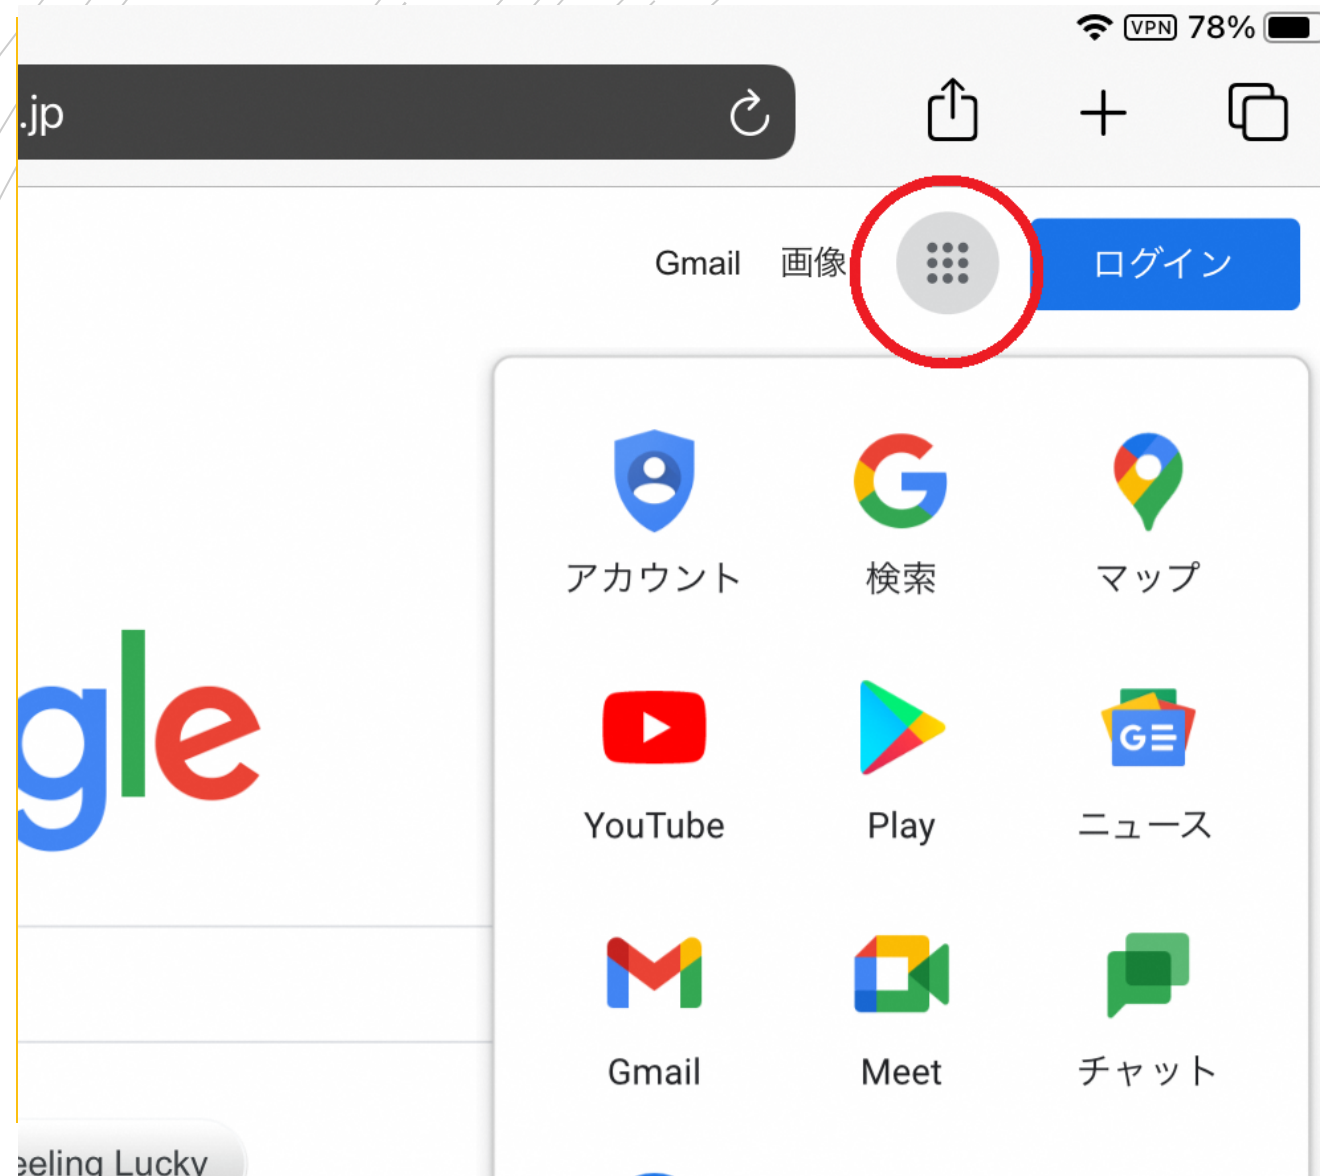 VPN 78%
.jp
Gmail 画像 ログイン
アカウント 検索 マップ
gle
GE
YouTube Play ニュース
Gmail Meet チャット
eeling Lucky